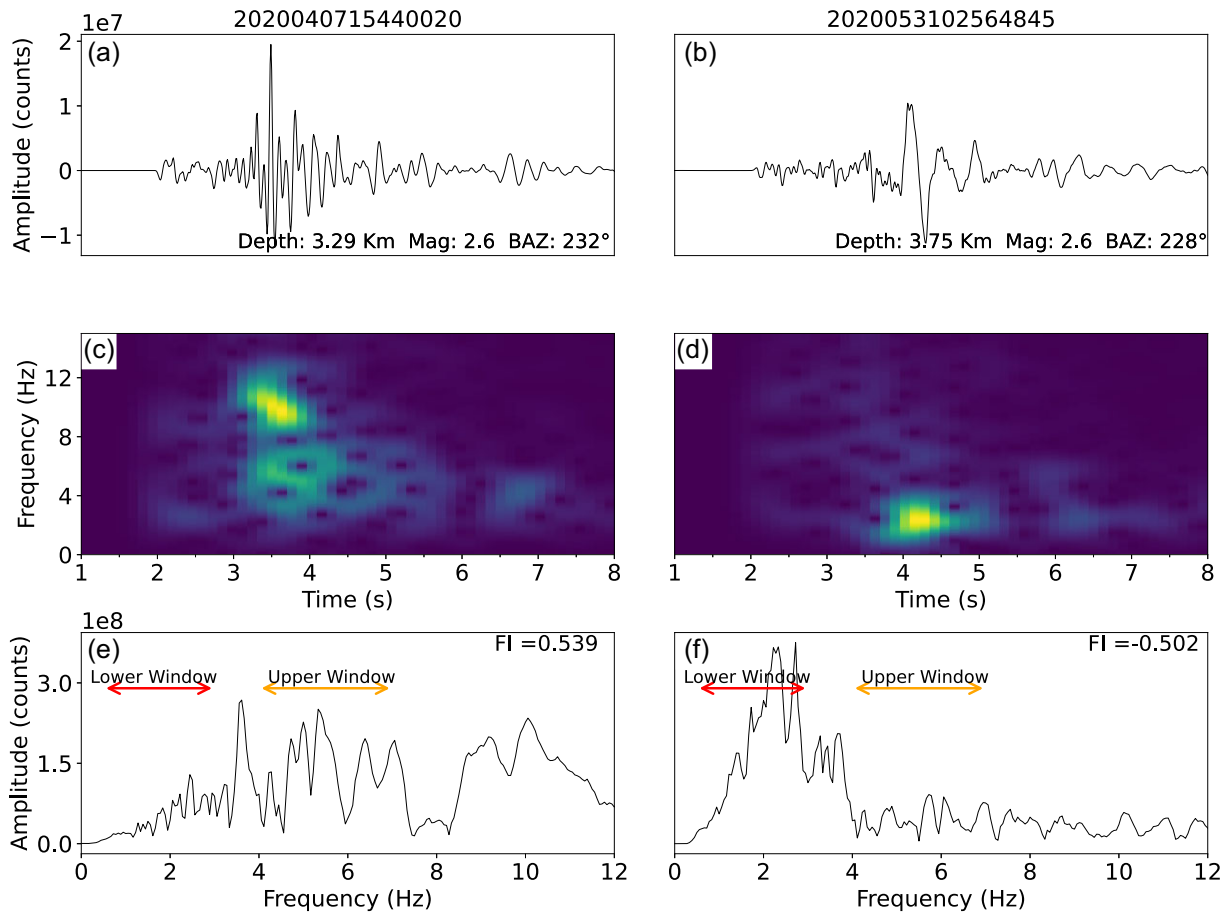 2020040715440020
2020053102564845
1e7
(a)
(b)
2
1
0
−1
Amplitude (counts)
Depth: 3.29 Km  Mag: 2.6  BAZ: 232°
Depth: 3.75 Km  Mag: 2.6  BAZ: 228°
(c)
(d)
12
8
4
0
Frequency (Hz)
1 2 3 4 5 6 7 8
1 2 3 4 5 6 7 8
Time (s)
Time (s)
1e8
(e)
FI =0.539
(f)
FI =-0.502
Lower Window
Upper Window
Lower Window
Upper Window
3.0
1.5
0.0
Amplitude (counts)
0 2 4 6 8 10 12
0 2 4 6 8 10 12
Frequency (Hz)
Frequency (Hz)